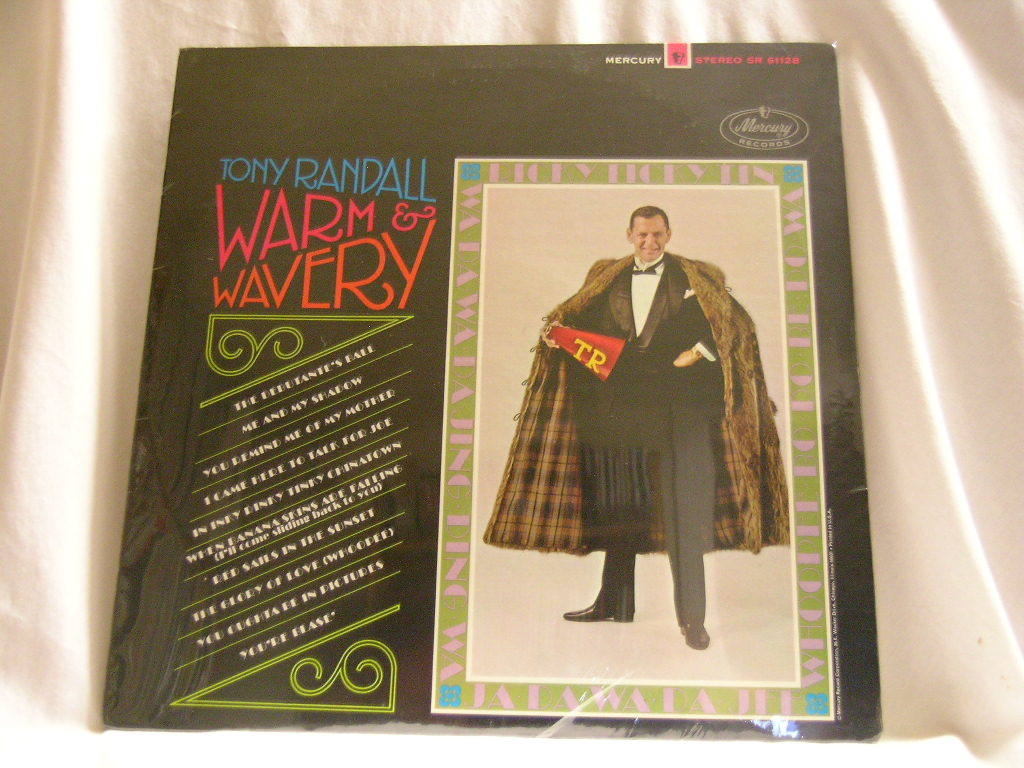 MERCURY STEREO SR 61128
Mercury
RECORDS
TONY RANDALL
WARM &
WAVERY
THE DEBUTANTE'S BALL
ME AND MY SHADOW
YOU REMIND ME OF MY MOTHER
I CAME HERE TO TALK FOR JOE
IN INKY DINKY TINKY CHINATOWN
WHEN BANANA SKINS ARE FALLING
(I'll come sliding back to you)
RED SAILS IN THE SUNSET
THE GLORY OF LOVE (WHOOPEE)
YOU OUGHTA BE IN PICTURES
YOU'RE BLASE'
TR
JA DA WA DA JEE